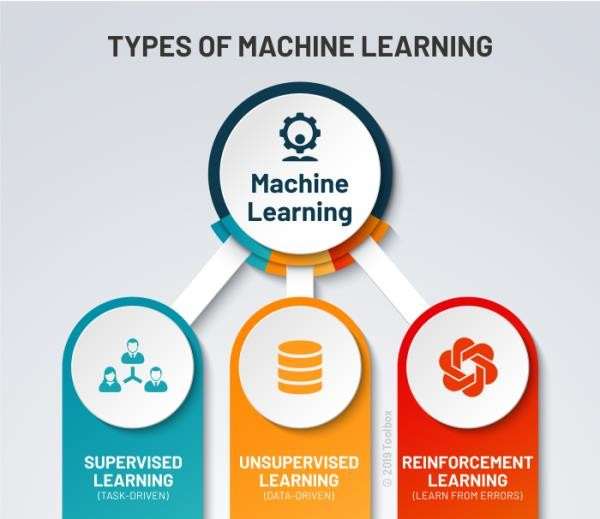 TYPES OF MACHINE LEARNING
Machine
Learning
SUPERVISED
LEARNING
(TASK-DRIVEN)
UNSUPERVISED
LEARNING
(DATA-DRIVEN)
REINFORCEMENT
LEARNING
(LEARN FROM ERRORS)
© 2019 Toolbox